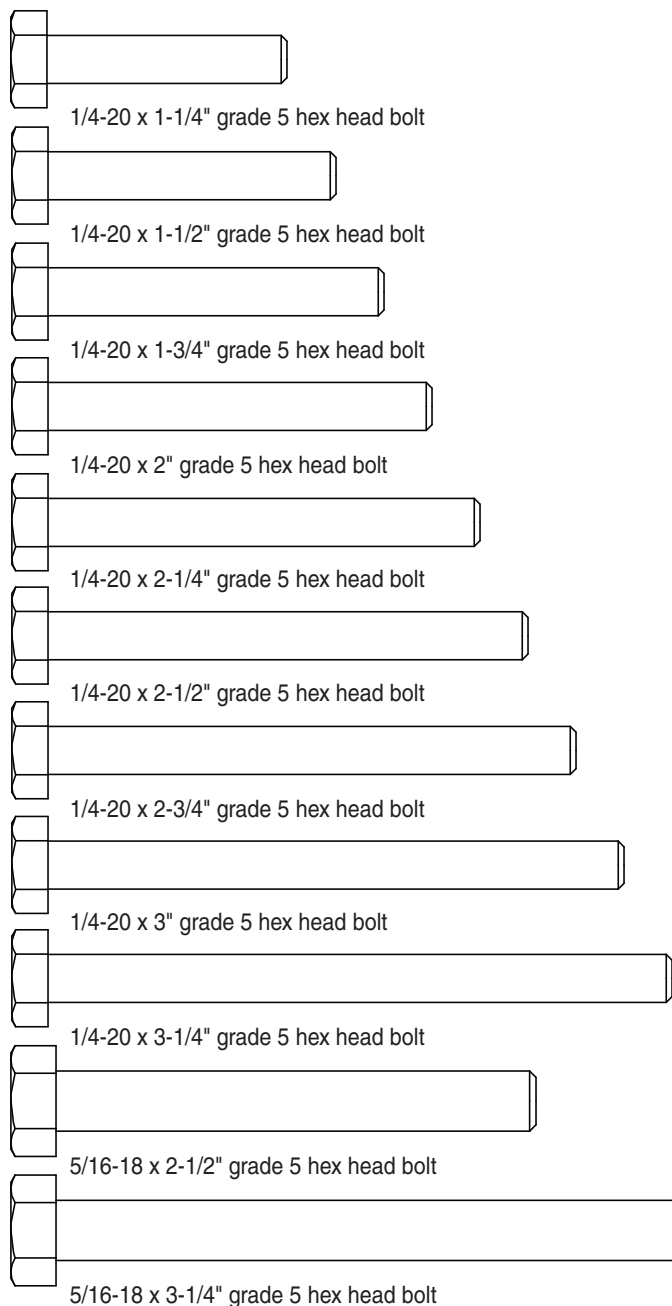 1/4-20 x 1-1/4" grade 5 hex head bolt
1/4-20 x 1-1/2" grade 5 hex head bolt
1/4-20 x 1-3/4" grade 5 hex head bolt
1/4-20 x 2" grade 5 hex head bolt
1/4-20 x 2-1/4" grade 5 hex head bolt
1/4-20 x 2-1/2" grade 5 hex head bolt
1/4-20 x 2-3/4" grade 5 hex head bolt
1/4-20 x 3" grade 5 hex head bolt
1/4-20 x 3-1/4" grade 5 hex head bolt
5/16-18 x 2-1/2" grade 5 hex head bolt
5/16-18 x 3-1/4" grade 5 hex head bolt